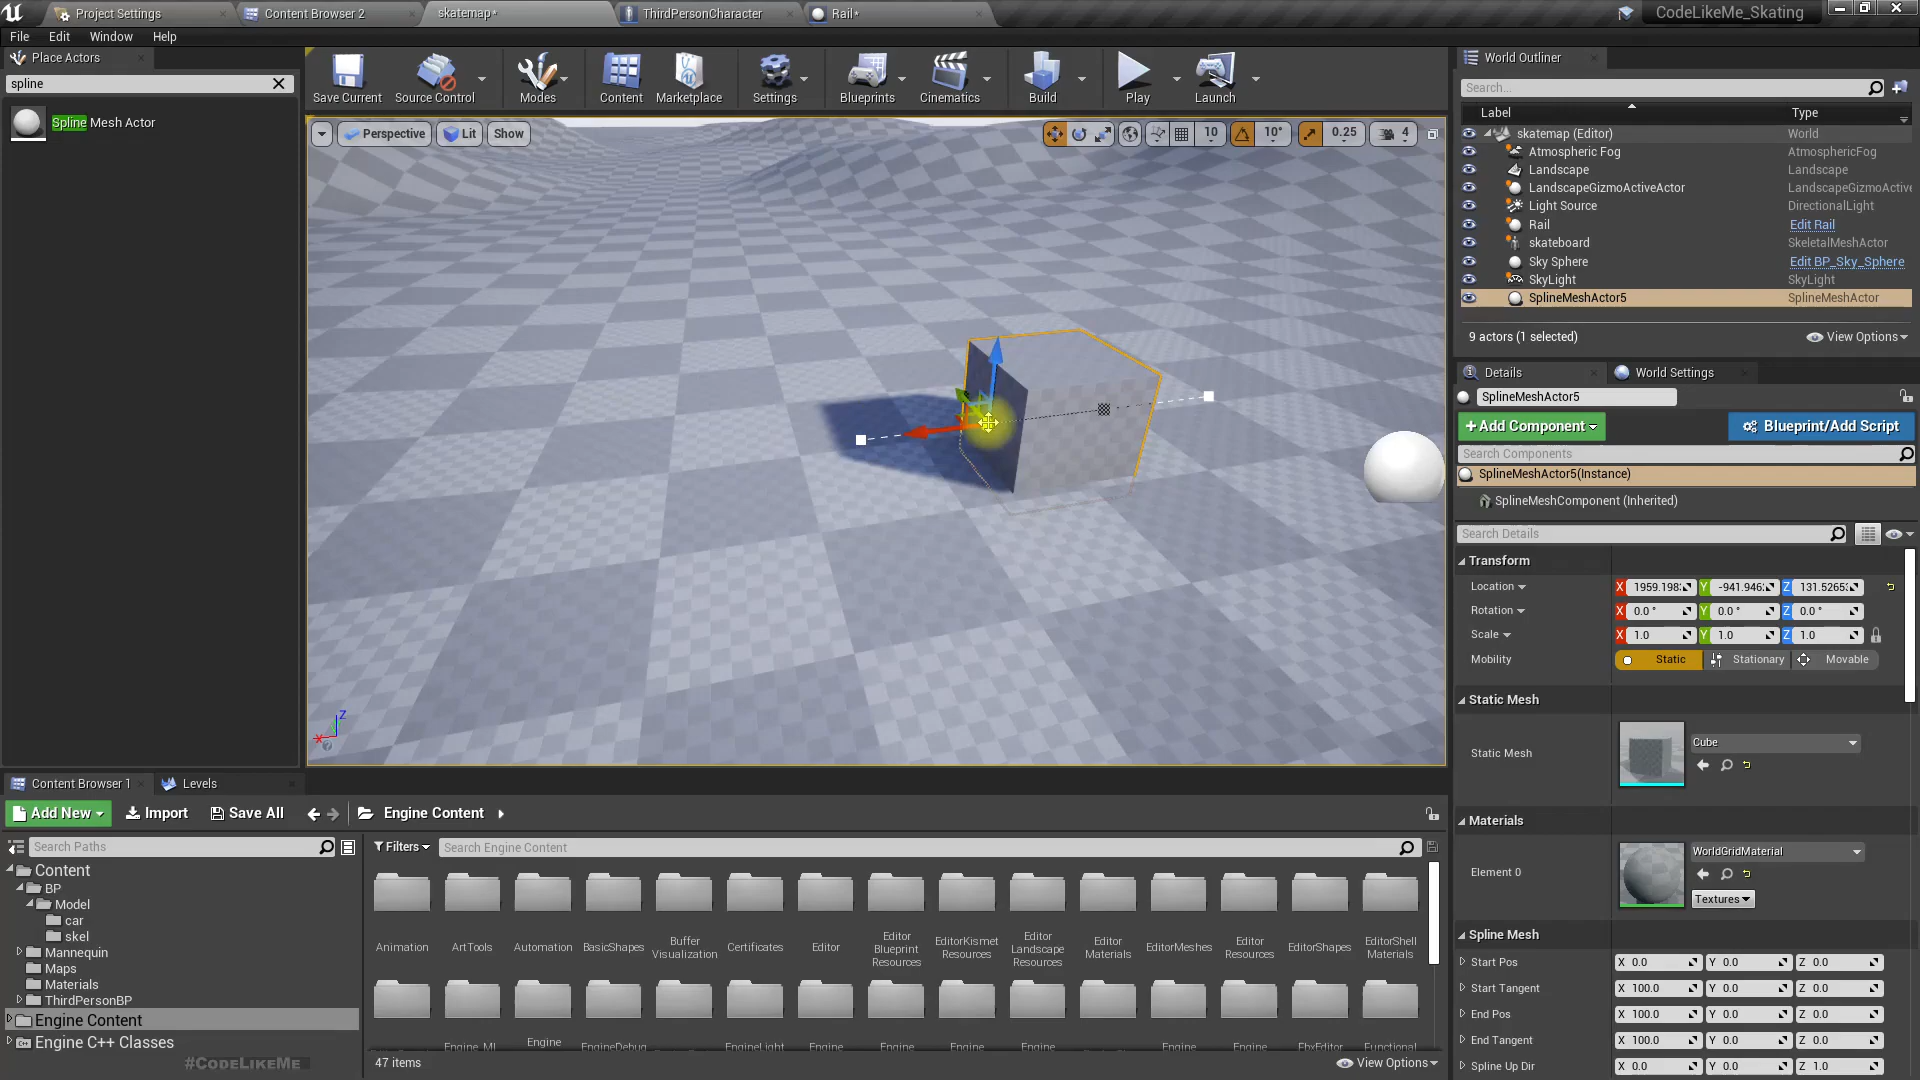 Project Settings
Content Browser 2
skatemap*
ThirdPersonCharacter
Rail*
CodeLikeMe_Skating
File Edit Window Help
Place Actors
spline
Spline Mesh Actor
Save Current
Source Control
Modes
Content
Marketplace
Settings
Blueprints
Cinematics
Build
Play
Launch
Perspective
Lit
Show
10
10°
0.25
4
Z
X
World Outliner
Search...
Label
Type
skatemap (Editor) World
Atmospheric Fog AtmosphericFog
Landscape Landscape
LandscapeGizmoActiveActor LandscapeGizmoActive
Light Source DirectionalLight
Rail Edit Rail
skateboard SkeletalMeshActor
Sky Sphere Edit BP_Sky_Sphere
SkyLight SkyLight
SplineMeshActor5 SplineMeshActor
9 actors (1 selected)
View Options
Details
World Settings
SplineMeshActor5
+Add Component
Blueprint/Add Script
Search Components
SplineMeshActor5(Instance)
SplineMeshComponent (Inherited)
Search Details
Transform
Location X 1959.198 Y -941.946 Z 131.5265
Rotation X 0.0 ° Y 0.0 ° Z 0.0 °
Scale X 1.0 Y 1.0 Z 1.0
Mobility Static Stationary Movable
Static Mesh
Static Mesh
Cube
Materials
Element 0
WorldGridMaterial
Textures
Spline Mesh
Start Pos X 0.0 Y 0.0 Z 0.0
Start Tangent X 100.0 Y 0.0 Z 0.0
End Pos X 100.0 Y 0.0 Z 0.0
End Tangent X 100.0 Y 0.0 Z 0.0
Spline Up Dir X 0.0 Y 0.0 Z 1.0
Content Browser 1
Levels
Add New
Import
Save All
Engine Content
Search Paths
Filters
Search Engine Content
Content
BP
Model
car
skel
Mannequin
Maps
Materials
ThirdPersonBP
Engine Content
Engine C++ Classes
#CodeLikeMe
Animation
ArtTools
Automation
BasicShapes
Buffer Visualization
Certificates
Editor
Editor Blueprint Resources
EditorKismet Resources
Editor Landscape Resources
Editor Materials
EditorMeshes
Editor Resources
EditorShapes
EditorShell Materials
Engine_MI
Engine
EngineDebug
EngineLight
Engine
Engine
Engine
Engine
Engine
FbxEditor
Functional
47 items
View Options